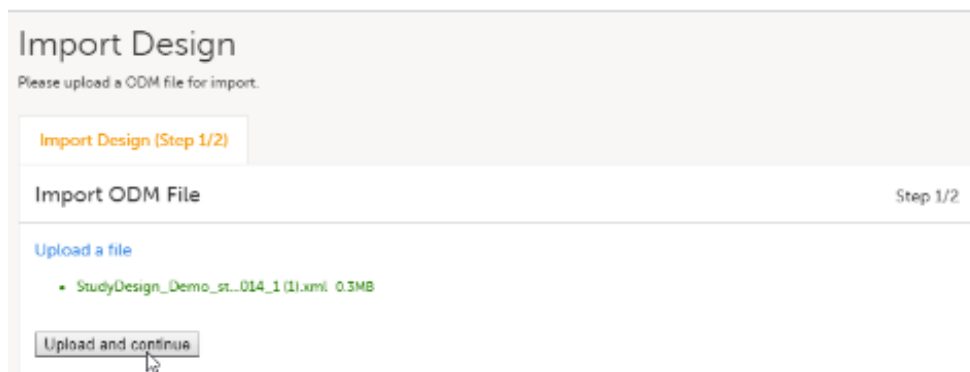 Import Design
Please upload a ODM file for import.
Import Design (Step 1/2)
Import ODM File Step 1/2
Upload a file
• StudyDesign_Demo_st...014_1 (1).xml 0.3MB
Upload and continue